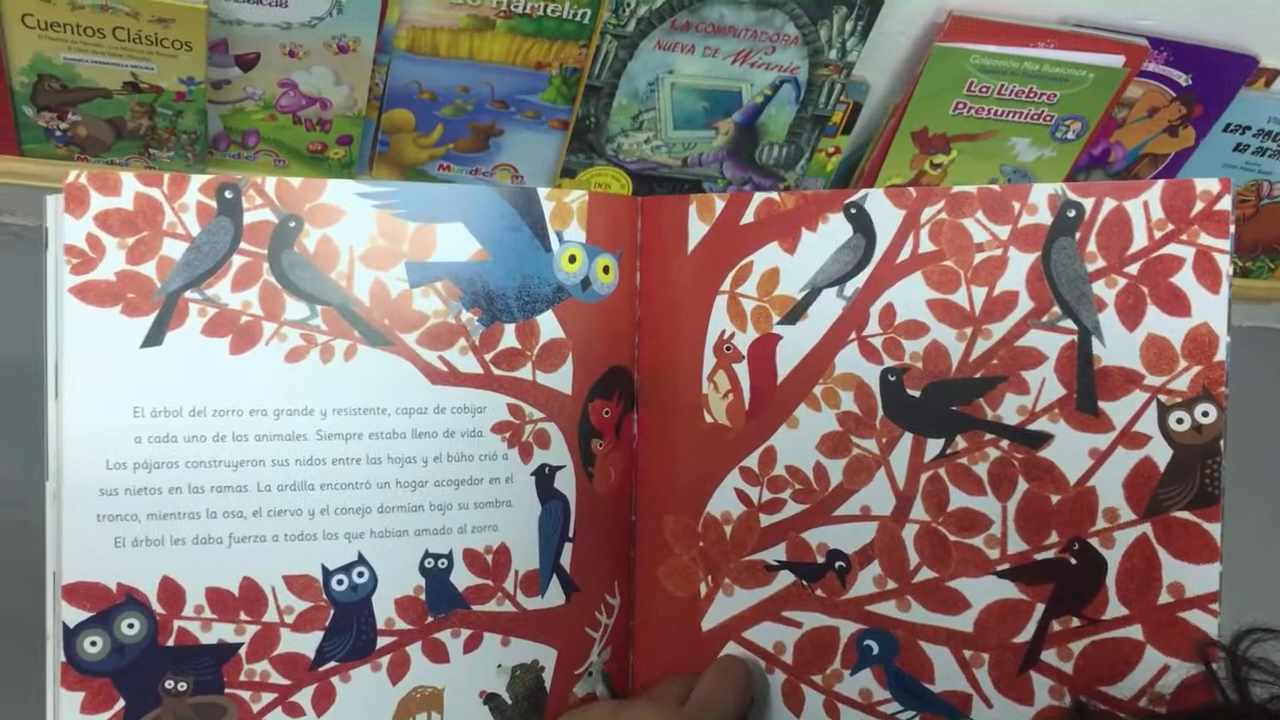 Cuentos Clásicos
Mundicrom
Hamelín
Mundicrom
LA COMPUTADORA
NUEVA DE Winnie
DOS
Colección Mis Ilusiones
La Liebre
Presumida
El árbol del zorro era grande y resistente, capaz de cobijar
a cada uno de los animales. Siempre estaba lleno de vida.
Los pájaros construyeron sus nidos entre las hojas y el búho crió a
sus nietos en las ramas. La ardilla encontró un hogar acogedor en el
tronco, mientras la osa, el ciervo y el conejo dormían bajo su sombra.
El árbol les daba fuerza a todos los que habían amado al zorro.